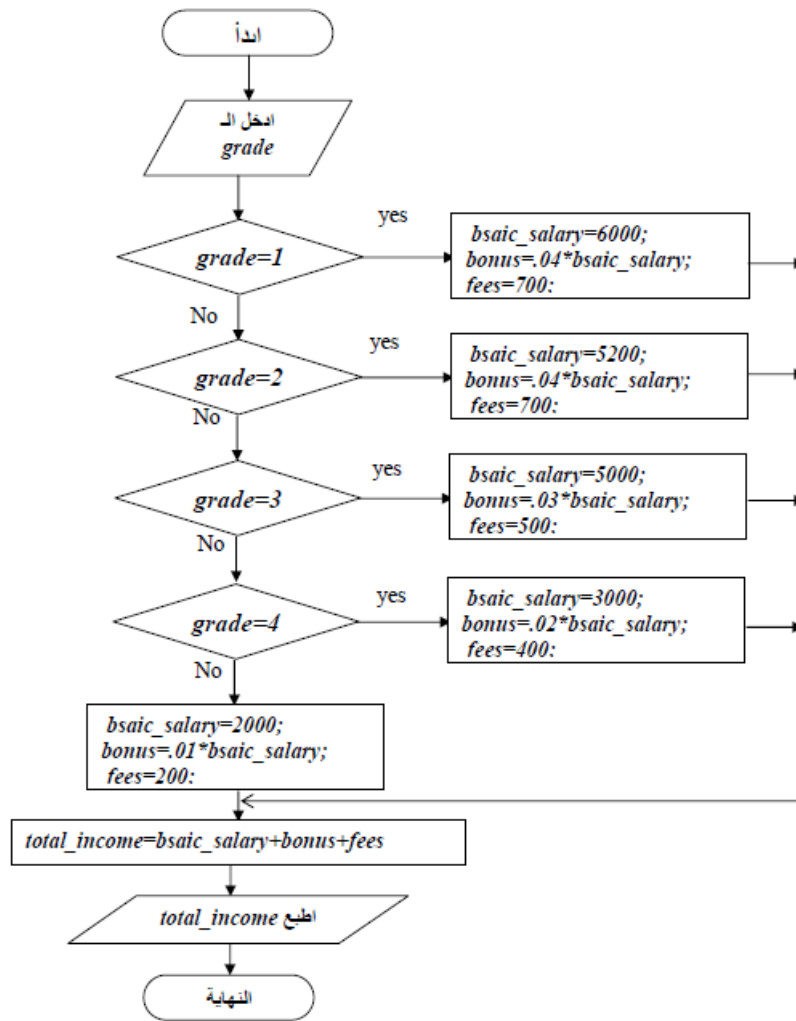 ابدأ
ادخل الـ
grade
yes
grade=1
bsaic_salary=6000;
bonus=.04*bsaic_salary;
fees=700:
No
yes
grade=2
bsaic_salary=5200;
bonus=.04*bsaic_salary;
fees=700:
No
yes
grade=3
bsaic_salary=5000;
bonus=.03*bsaic_salary;
fees=500:
No
yes
grade=4
bsaic_salary=3000;
bonus=.02*bsaic_salary;
fees=400:
No
bsaic_salary=2000;
bonus=.01*bsaic_salary;
fees=200:
total_income=bsaic_salary+bonus+fees
اطبع total_income
النهاية